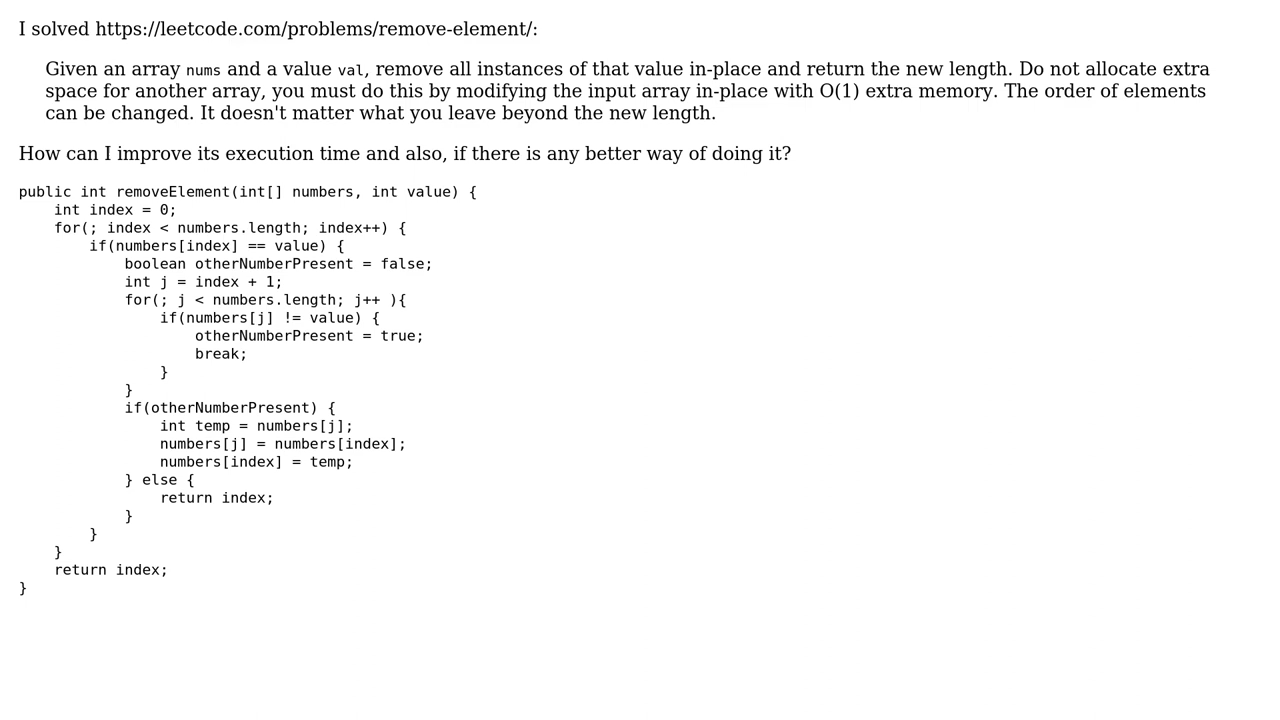 I solved https://leetcode.com/problems/remove-element/:
Given an array nums and a value val, remove all instances of that value in-place and return the new length. Do not allocate extra
space for another array, you must do this by modifying the input array in-place with O(1) extra memory. The order of elements
can be changed. It doesn't matter what you leave beyond the new length.
How can I improve its execution time and also, if there is any better way of doing it?
public int removeElement(int[] numbers, int value) {
    int index = 0;
    for(; index < numbers.length; index++) {
        if(numbers[index] == value) {
            boolean otherNumberPresent = false;
            int j = index + 1;
            for(; j < numbers.length; j++ ){
                if(numbers[j] != value) {
                    otherNumberPresent = true;
                    break;
                }
            }
            if(otherNumberPresent) {
                int temp = numbers[j];
                numbers[j] = numbers[index];
                numbers[index] = temp;
            } else {
                return index;
            }
        }
    }
    return index;
}